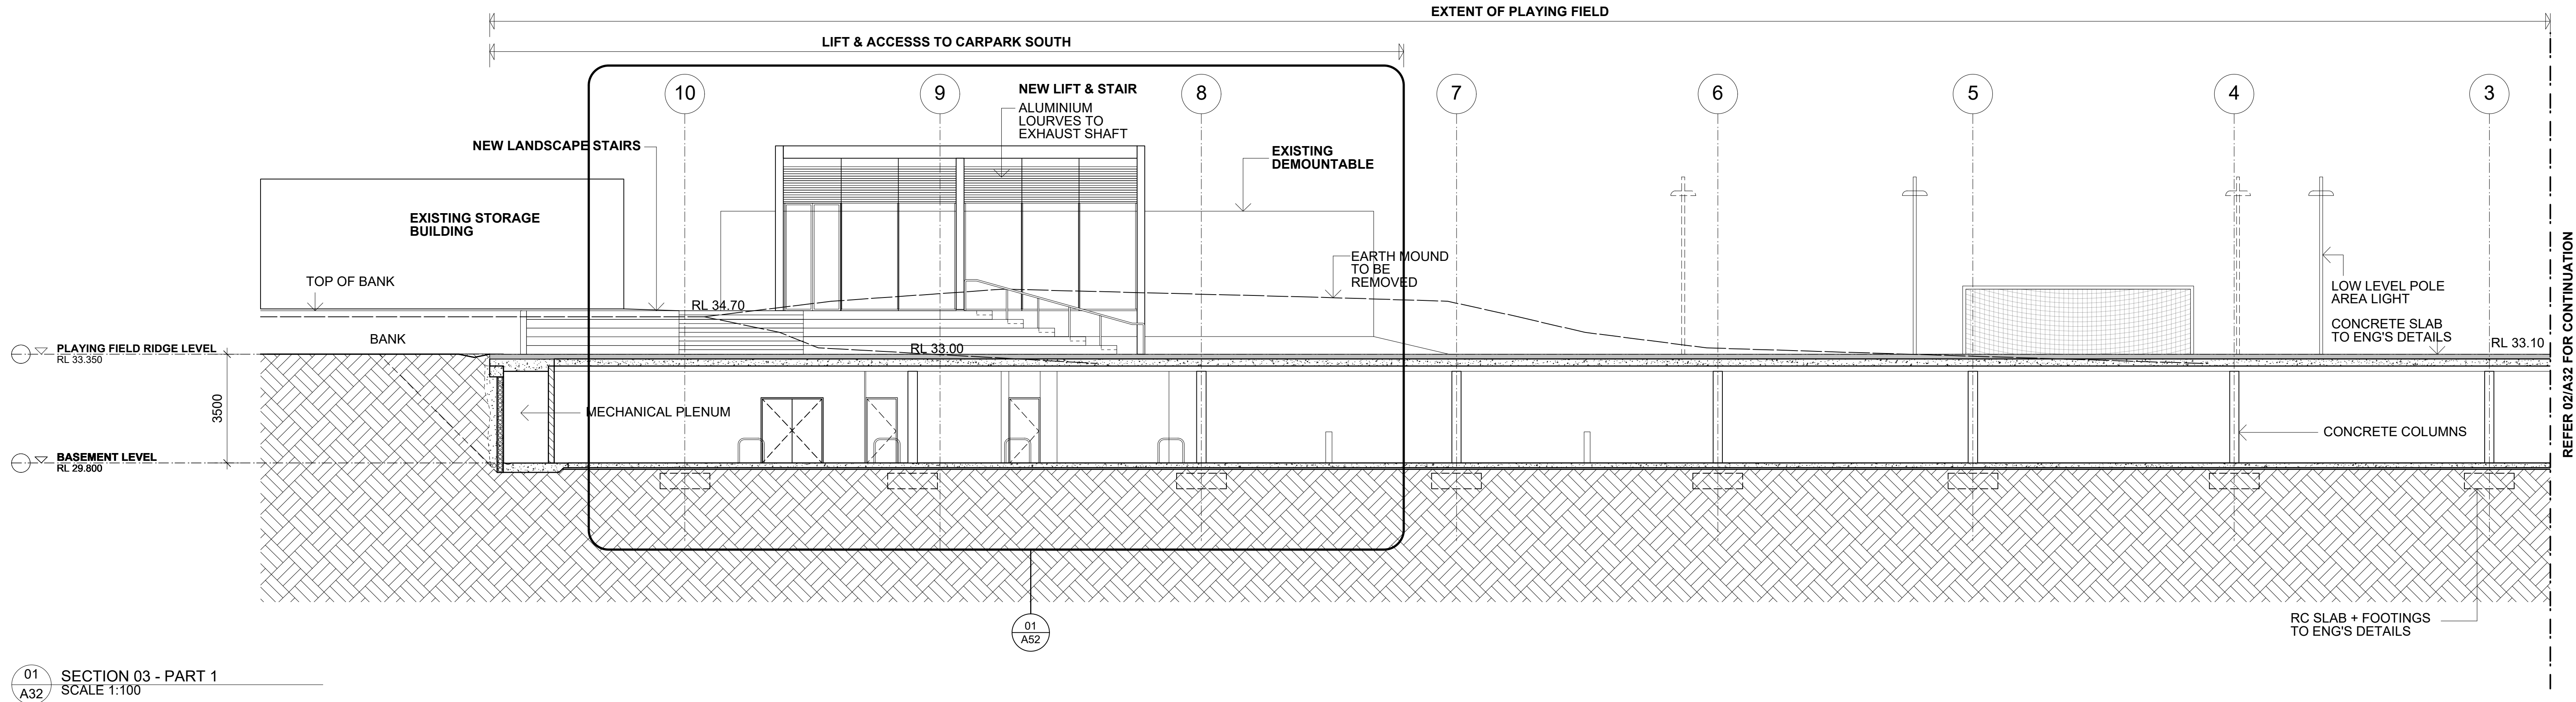 EXTENT OF PLAYING FIELD
LIFT & ACCESSS TO CARPARK SOUTH
10
9
8
7
6
5
4
3
NEW LIFT & STAIR
ALUMINIUM
LOURVES TO
EXHAUST SHAFT
NEW LANDSCAPE STAIRS
EXISTING
DEMOUNTABLE
EXISTING STORAGE
BUILDING
TOP OF BANK
EARTH MOUND
TO BE
REMOVED
RL 34.70
LOW LEVEL POLE
AREA LIGHT
CONCRETE SLAB
TO ENG'S DETAILS
BANK
RL 33.00
RL 33.10
PLAYING FIELD RIDGE LEVEL
RL 33.350
3500
MECHANICAL PLENUM
CONCRETE COLUMNS
BASEMENT LEVEL
RL 29.800
REFER 02/A32 FOR CONTINUATION
RC SLAB + FOOTINGS
TO ENG'S DETAILS
01
A52
01
A32
SECTION 03 - PART 1
SCALE 1:100